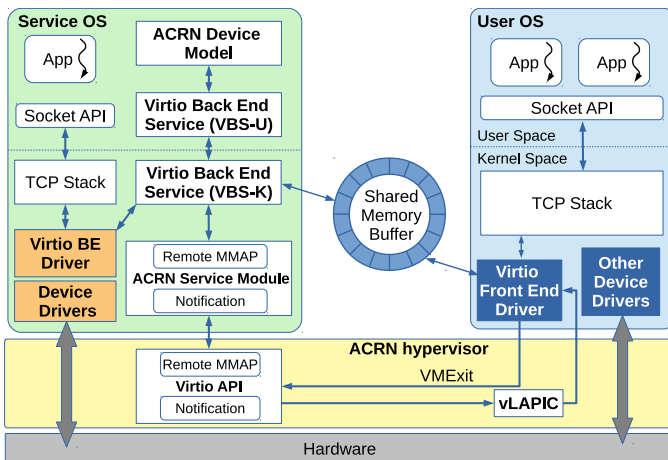 Service OS
App
ACRN Device
Model
Virtio Back End
Service (VBS-U)
Socket API
TCP Stack
Virtio Back End
Service (VBS-K)
Virtio BE
Driver
Device
Drivers
Remote MMAP
ACRN Service Module
Notification
Shared
Memory
Buffer
User OS
App
App
Socket API
User Space
Kernel Space
TCP Stack
Virtio
Front End
Driver
Other
Device
Drivers
ACRN hypervisor
Remote MMAP
Virtio API
Notification
VMExit
vLAPIC
Hardware